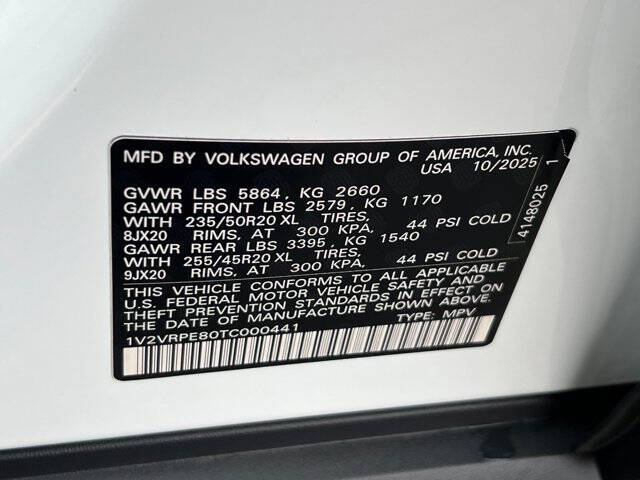 MFD BY VOLKSWAGEN GROUP OF AMERICA, INC.
USA 10/2025
GVWR LBS 5864, KG 2660
GAWR FRONT LBS 2579, KG 1170
WITH 235/50R20 XL TIRES,
8JX20 RIMS, AT 300 KPA, 44 PSI COLD
GAWR REAR LBS 3395, KG 1540
WITH 255/45R20 XL TIRES,
9JX20 RIMS, AT 300 KPA, 44 PSI COLD
THIS VEHICLE CONFORMS TO ALL APPLICABLE
U.S. FEDERAL MOTOR VEHICLE SAFETY AND
THEFT PREVENTION STANDARDS IN EFFECT ON
THE DATE OF MANUFACTURE SHOWN ABOVE.
1V2VRPE80TC000441 TYPE: MPV
4148025 1